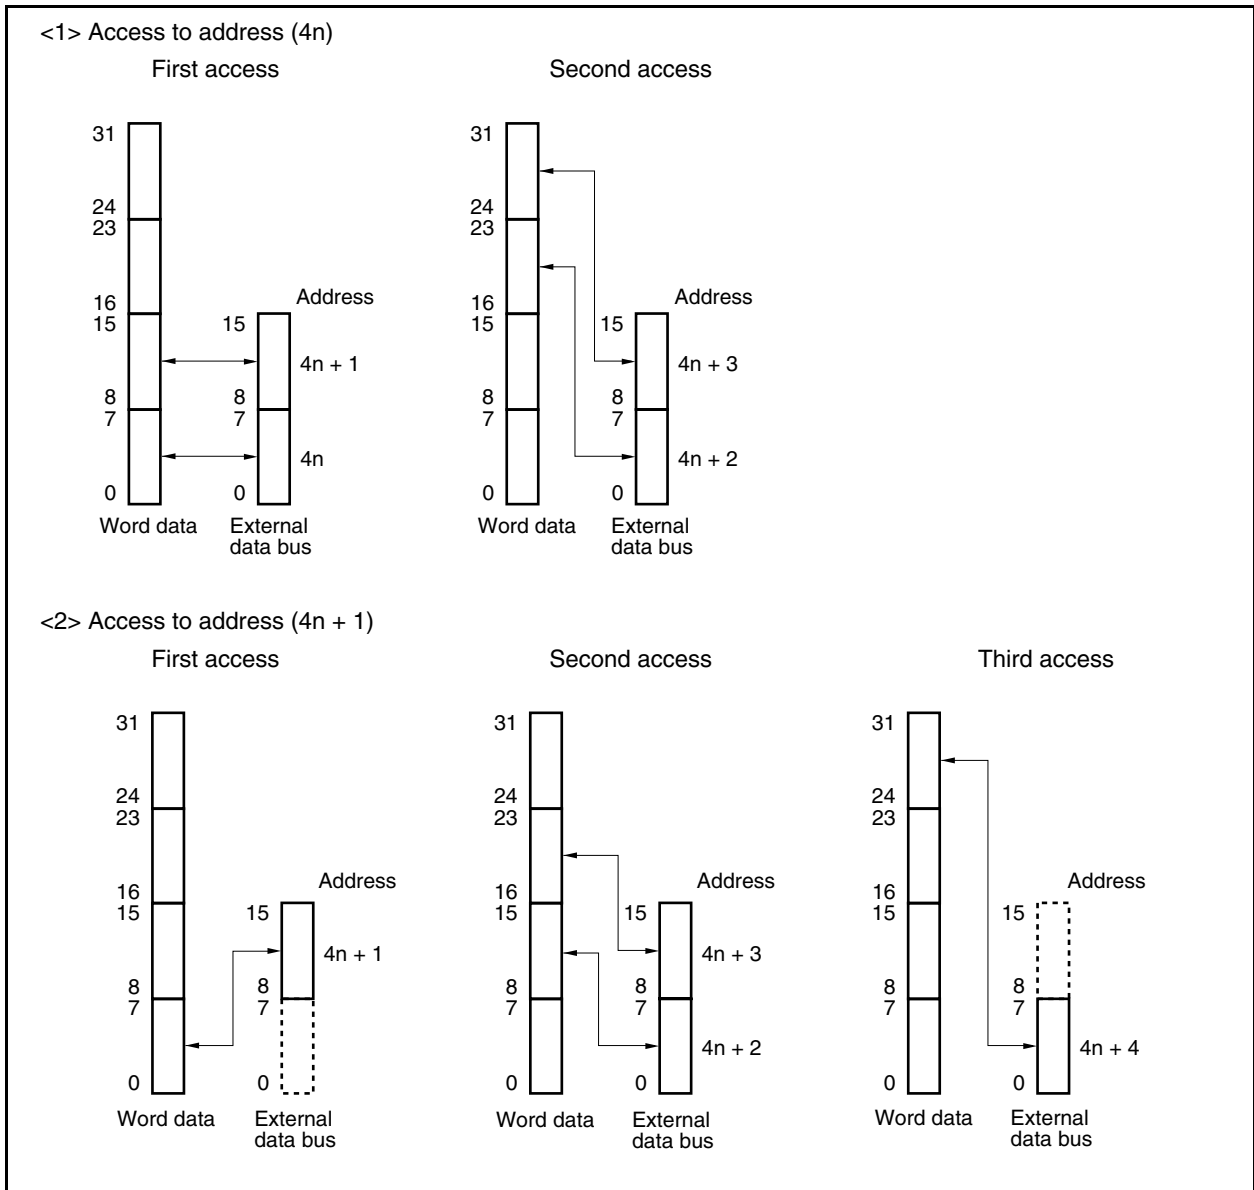 <1> Access to address (4n)
First access
Second access
31
24
23
16
15
8
7
0
Address
15
4n + 1
8
7
4n
0
Word data
External
data bus
31
24
23
16
15
8
7
0
Address
15
4n + 3
8
7
4n + 2
0
Word data
External
data bus
<2> Access to address (4n + 1)
First access
Second access
Third access
31
24
23
16
15
8
7
0
Address
15
4n + 1
8
7
0
Word data
External
data bus
31
24
23
16
15
8
7
0
Address
15
4n + 3
8
7
4n + 2
0
Word data
External
data bus
31
24
23
16
15
8
7
0
Address
15
8
7
4n + 4
0
Word data
External
data bus